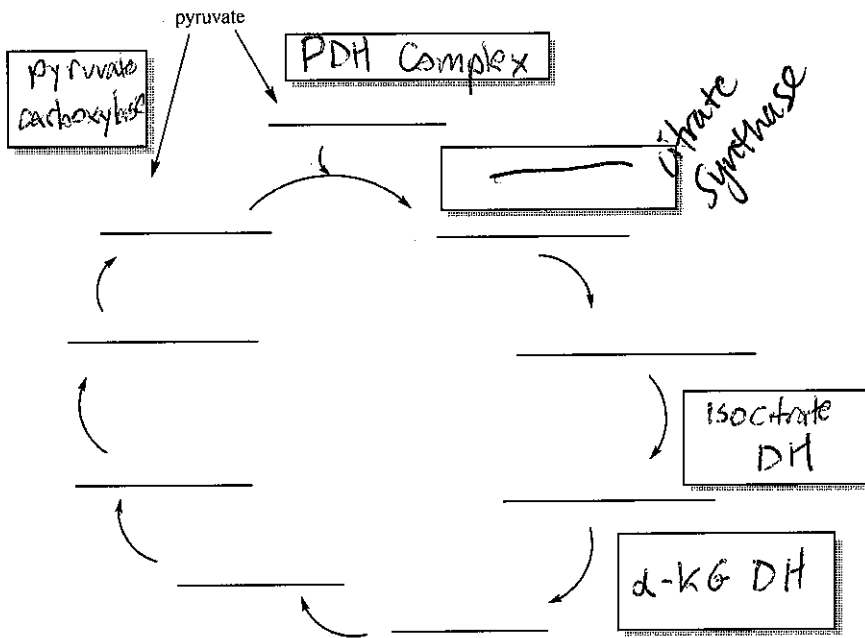 pyruvate
PDH Complex
pyruvate
carboxylase
citrate
synthase
isocitrate
DH
α-KG DH